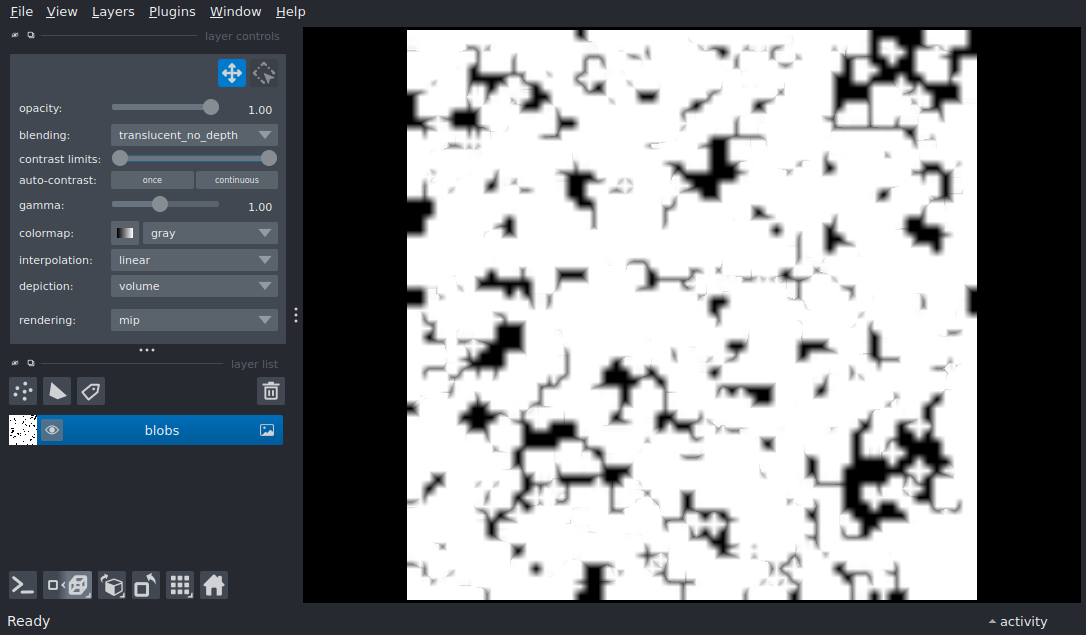 File View Layers Plugins Window Help
layer controls
opacity: 1.00
blending: translucent_no_depth
contrast limits:
auto-contrast: once continuous
gamma: 1.00
colormap: gray
interpolation: linear
depiction: volume
rendering: mip
layer list
blobs
Ready activity